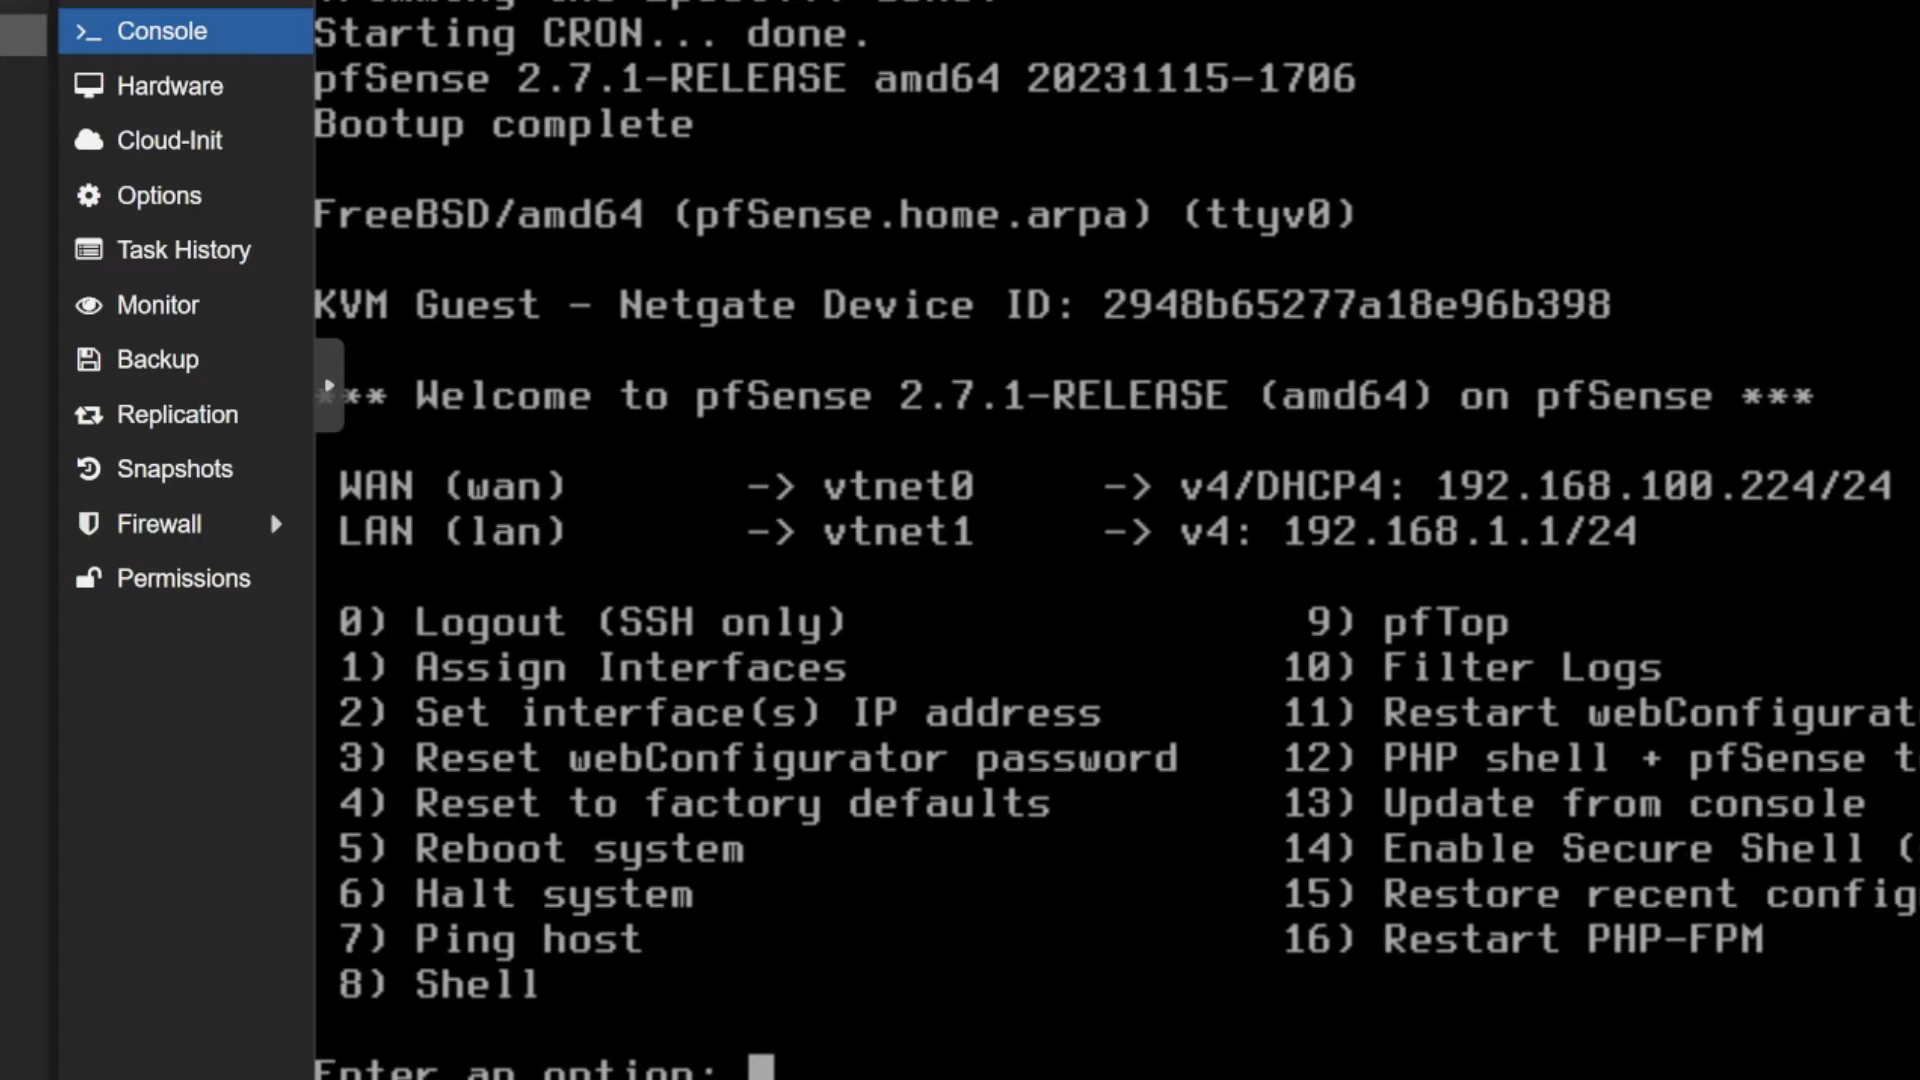 Console
Hardware
Cloud-Init
Options
Task History
Monitor
Backup
Replication
Snapshots
Firewall
Permissions
Starting CRON... done.
pfSense 2.7.1-RELEASE amd64 20231115-1706
Bootup complete
FreeBSD/amd64 (pfSense.home.arpa) (ttyv0)
KVM Guest - Netgate Device ID: 2948b65277a18e96b398
*** Welcome to pfSense 2.7.1-RELEASE (amd64) on pfSense ***
WAN (wan) -> vtnet0 -> v4/DHCP4: 192.168.100.224/24
LAN (lan) -> vtnet1 -> v4: 192.168.1.1/24
0) Logout (SSH only) 9) pfTop
1) Assign Interfaces 10) Filter Logs
2) Set interface(s) IP address 11) Restart webConfigurat
3) Reset webConfigurator password 12) PHP shell + pfSense t
4) Reset to factory defaults 13) Update from console
5) Reboot system 14) Enable Secure Shell (
6) Halt system 15) Restore recent config
7) Ping host 16) Restart PHP-FPM
8) Shell
Enter an option: